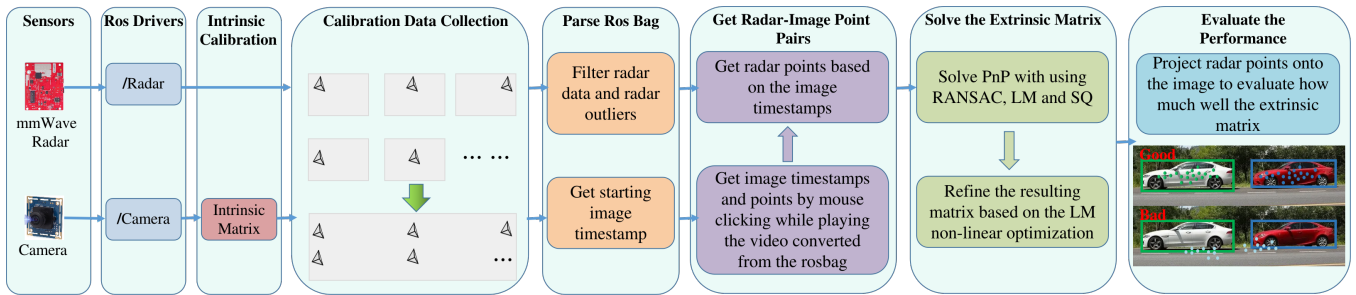 Sensors
mmWave
Radar
Camera
Ros Drivers
/Radar
/Camera
Intrinsic
Calibration
Intrinsic
Matrix
Calibration Data Collection
... ...
...
Parse Ros Bag
Filter radar
data and radar
outliers
Get starting
image
timestamp
Get Radar-Image Point
Pairs
Get radar points based
on the image
timestamps
Get image timestamps
and points by mouse
clicking while playing
the video converted
from the rosbag
Solve the Extrinsic Matrix
Solve PnP with using
RANSAC, LM and SQ
Refine the resulting
matrix based on the LM
non-linear optimization
Evaluate the
Performance
Project radar points onto
the image to evaluate how
much well the extrinsic
matrix
Good
Bad